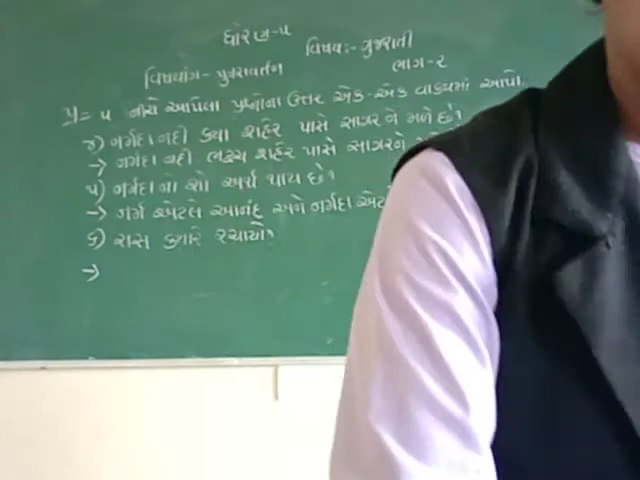 ધોરણ-૫
વિષય:- ગુજરાતી
વિષયાંગ- પુનરાવર્તન
ભાગ-૨
પ્ર= ૫ નીચે આપેલા પ્રશ્નોના ઉત્તર એક-એક વાક્યમાં આપો.
૪) નર્મદા નદી ક્યા શહેર પાસે સાગરને મળે છે?
→ નર્મદા નદી ભરૂચ શહેર પાસે સાગરને
૫) નર્મદાનો શો અર્થ થાય છે?
→ નર્મ એટલે આનંદ અને નર્મદા
૬) રાસ ક્યારે રચાયો?
→